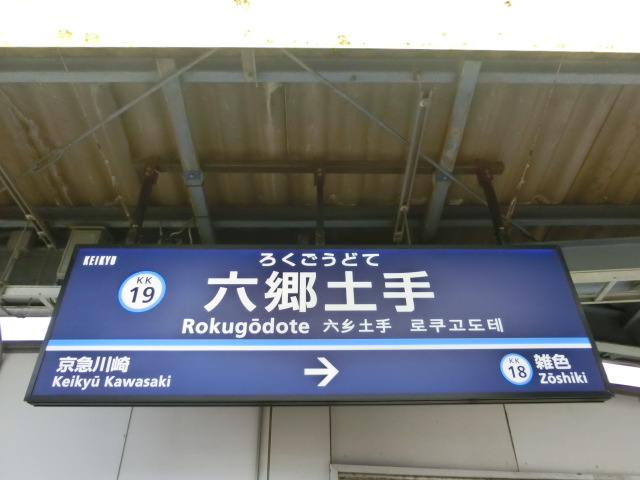 KEIKYU
ろくごうどて
KK
19
六郷土手
Rokugōdote 六乡土手 로쿠고도테
京急川崎
Keikyū Kawasaki
→
KK
18
雑色
Zōshiki